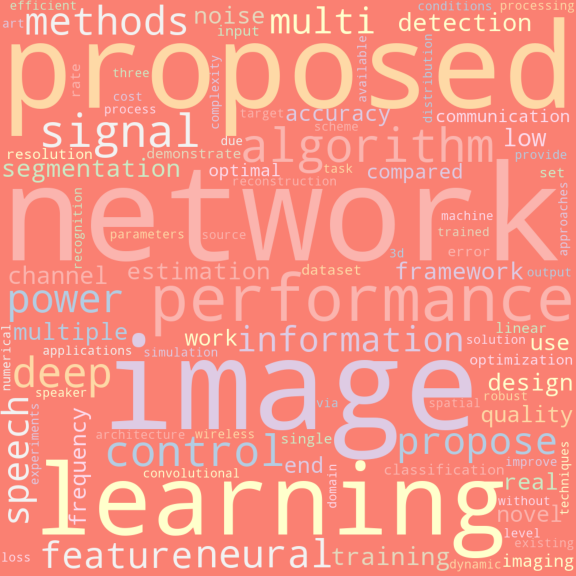 efficient
art
methods
noise
input
multi
conditions
processing
detection
proposed
rate
three
cost
process
complexity
available
distribution
target
accuracy
communication
signal
due
scheme
algorithm
low
resolution
demonstrate
provide
segmentation
optimal
task
compared
set
reconstruction
network
recognition
machine
trained
approaches
parameters
source
3d
error
channel
estimation
dataset
framework
output
power
performance
multiple
work
information
linear
solution
use
numerical
applications
simulation
optimization
deep
image
design
speaker
via
spatial
robust
quality
speech
experiments
frequency
architecture
wireless
single
control
propose
end
convolutional
domain
classification
improve
real
techniques
learning
without
novel
level
existing
loss
feature
neural
training
dynamic
imaging